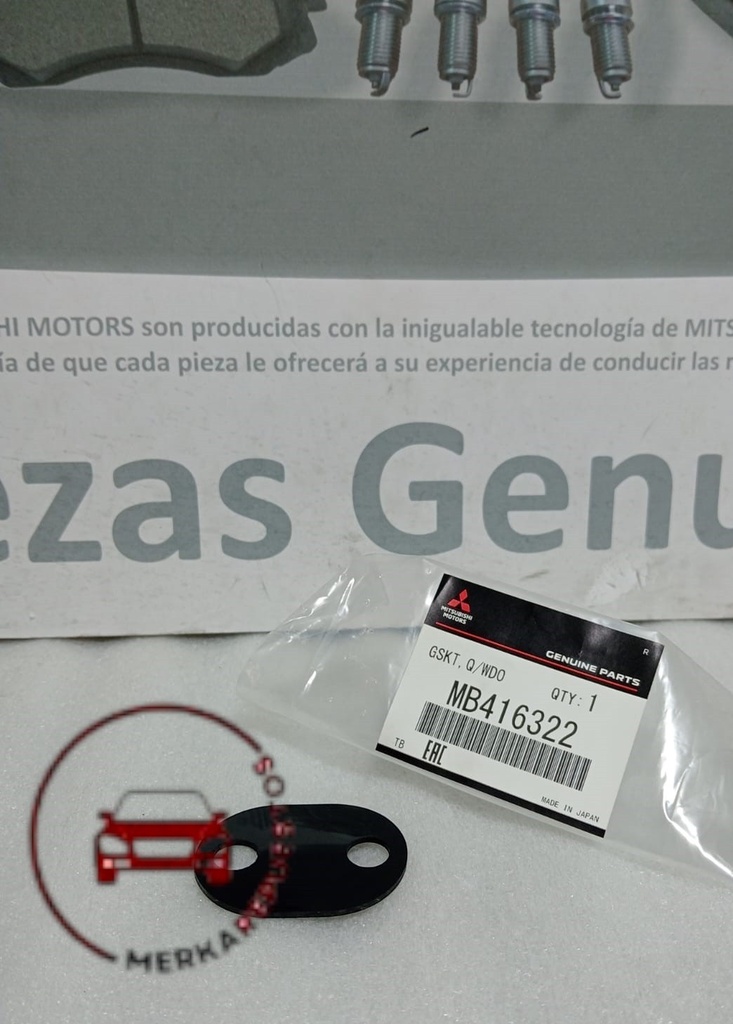 HI MOTORS son producidas con la inigualable tecnología de MITS
ía de que cada pieza le ofrecerá a su experiencia de conducir las
ezas Genu
MITSUBISHI
MOTORS
R
GENUINE PARTS
GSKT, Q/WDO
QTY: 1
MB416322
TB
EAC
MADE IN JAPAN